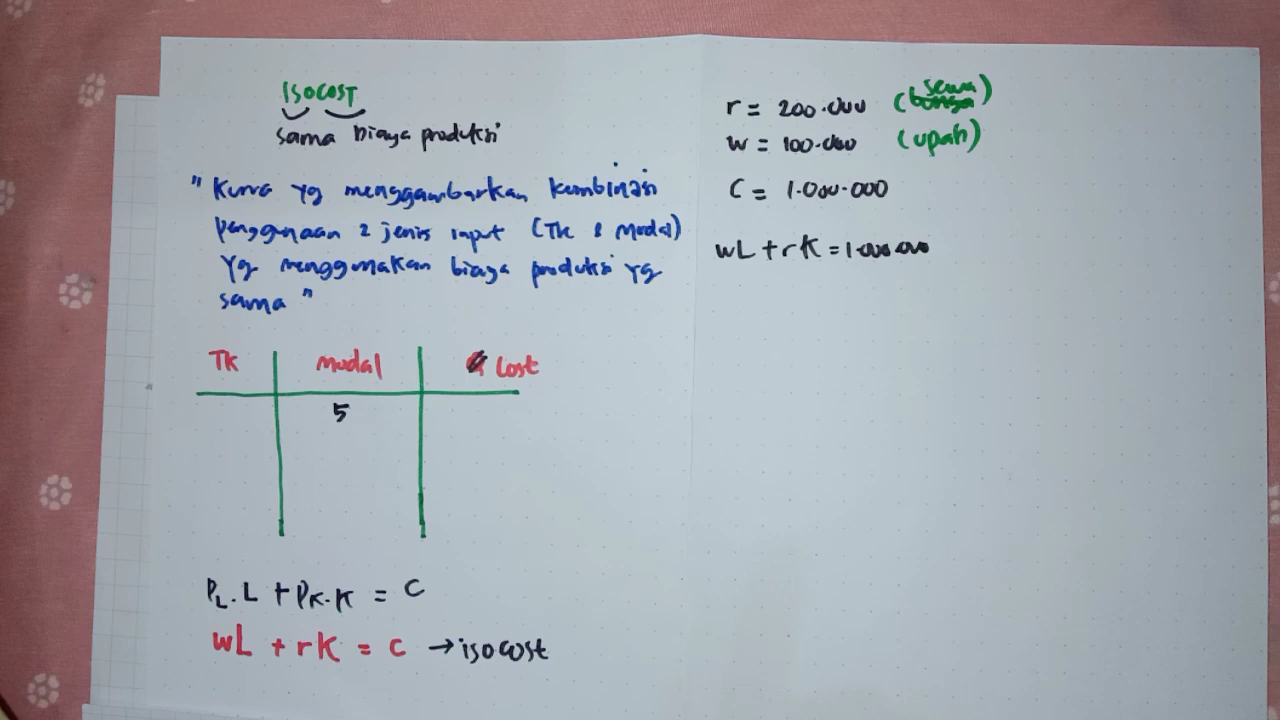 ISOCOST
sama biaya produksi
" Kurva yg menggambarkan kombinasi
penggunaan 2 jenis input (TK & Modal)
yg menggunakan biaya produksi yg
sama "
TK modal Cost
5
PL.L + PK.K = C
wL + rK = C → isocost
r = 200.000 (bunga sewa)
w = 100.000 (upah)
C = 1.000.000
wL + rK = 1.000.000